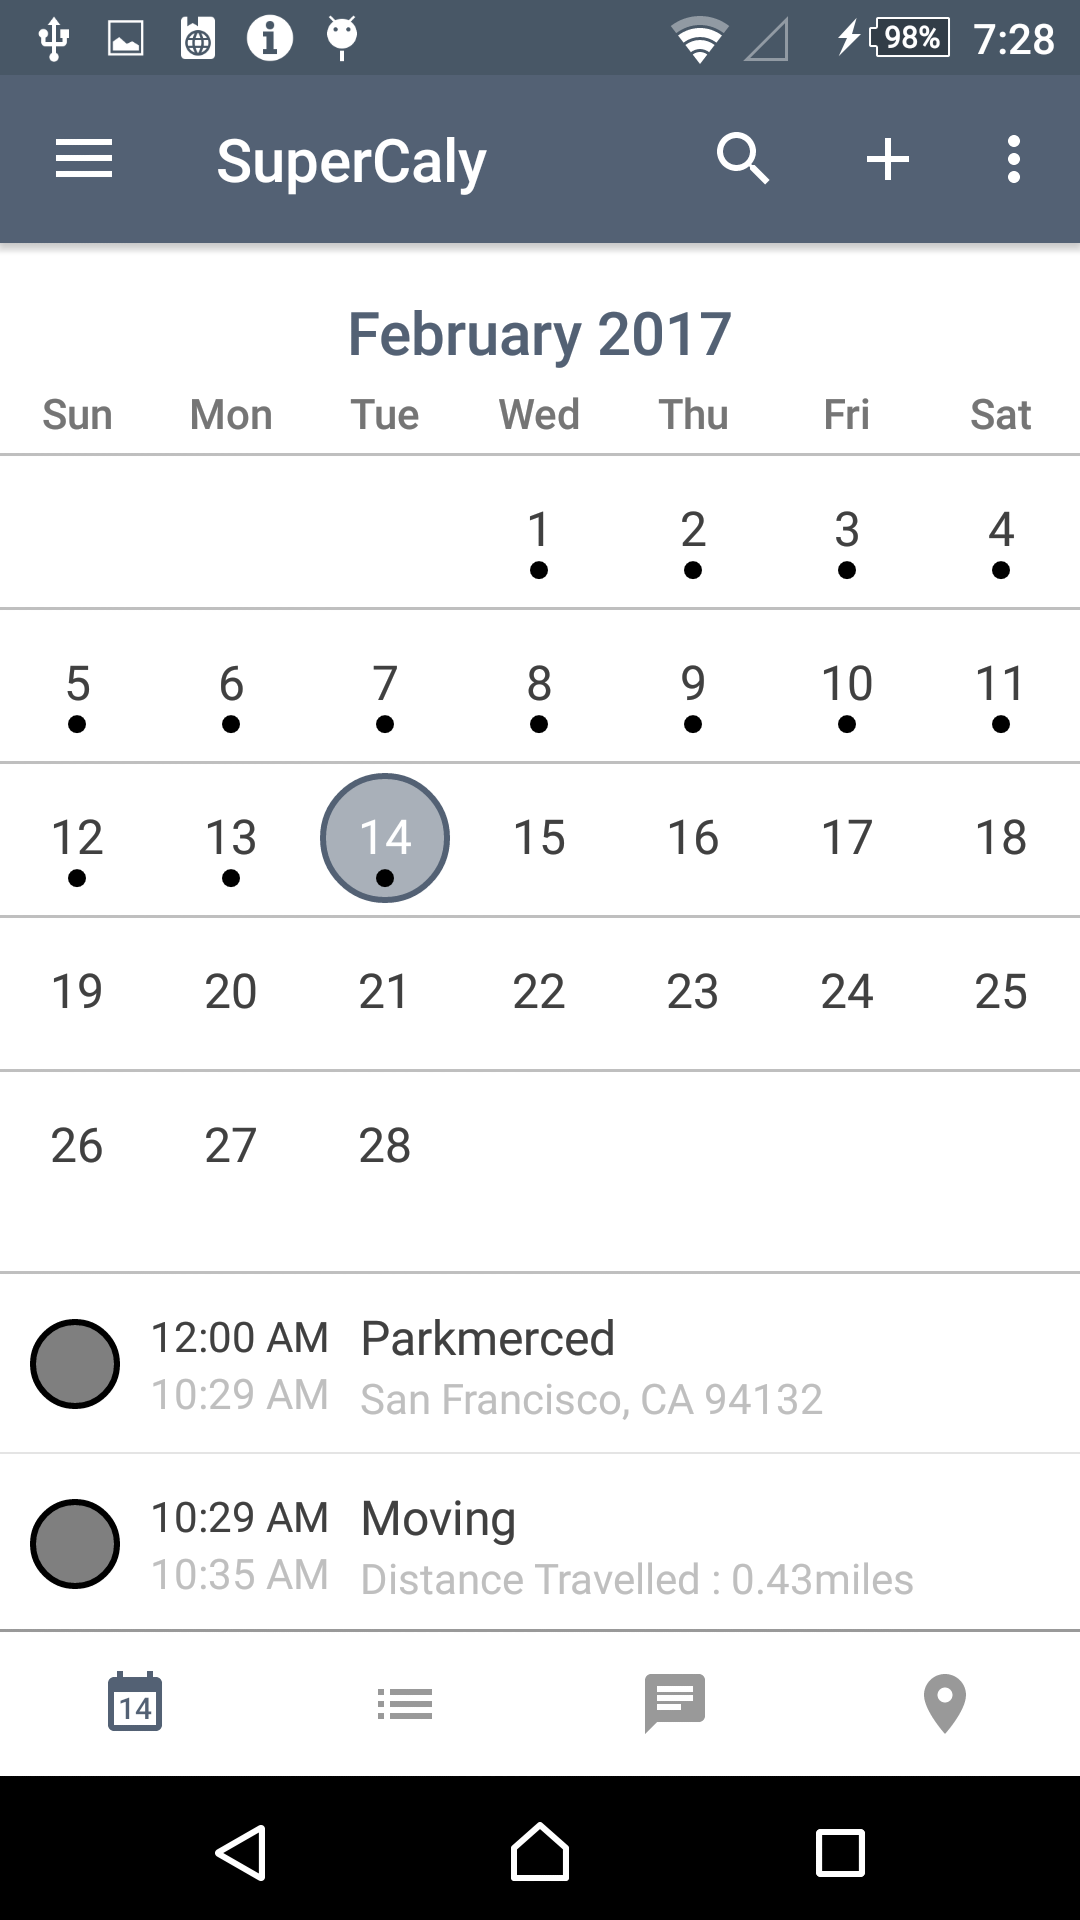 98% 7:28
SuperCaly
February 2017
Sun Mon Tue Wed Thu Fri Sat
1 2 3 4
5 6 7 8 9 10 11
12 13 14 15 16 17 18
19 20 21 22 23 24 25
26 27 28
12:00 AM Parkmerced
10:29 AM San Francisco, CA 94132
10:29 AM Moving
10:35 AM Distance Travelled : 0.43miles
14